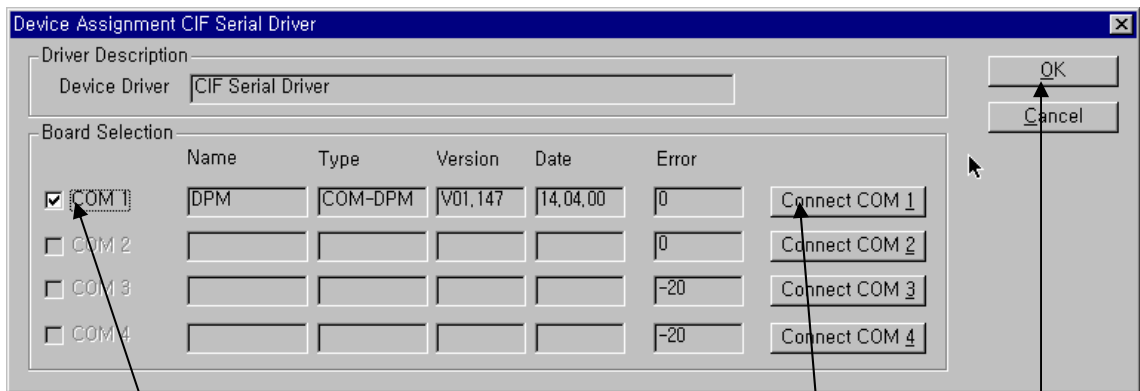 Device Assignment CIF Serial Driver
Driver Description
Device Driver CIF Serial Driver
OK
Cancel
Board Selection
Name Type Version Date Error
COM 1 DPM COM-DPM V01,147 14,04,00 0 Connect COM 1
COM 2 0 Connect COM 2
COM 3 -20 Connect COM 3
COM 4 -20 Connect COM 4